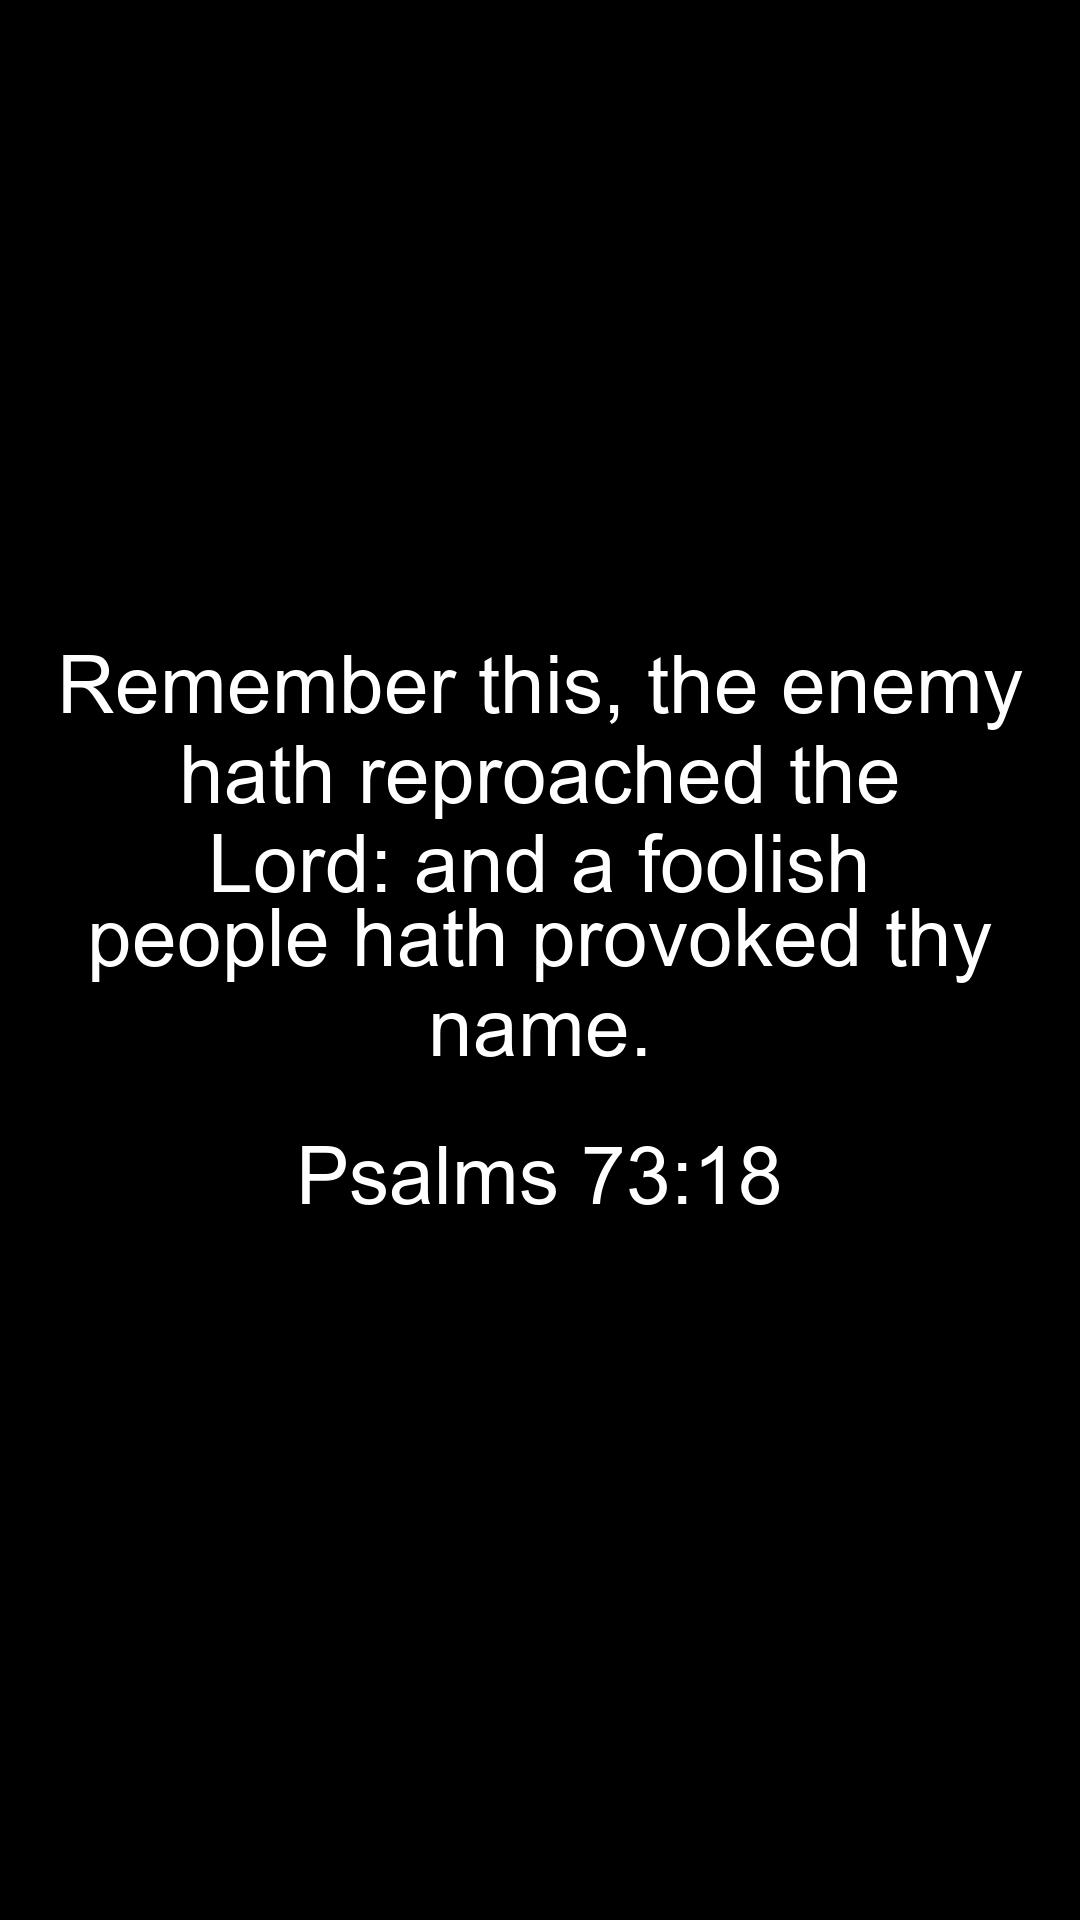 Remember this, the enemy
hath reproached the
Lord: and a foolish
people hath provoked thy
name.
Psalms 73:18